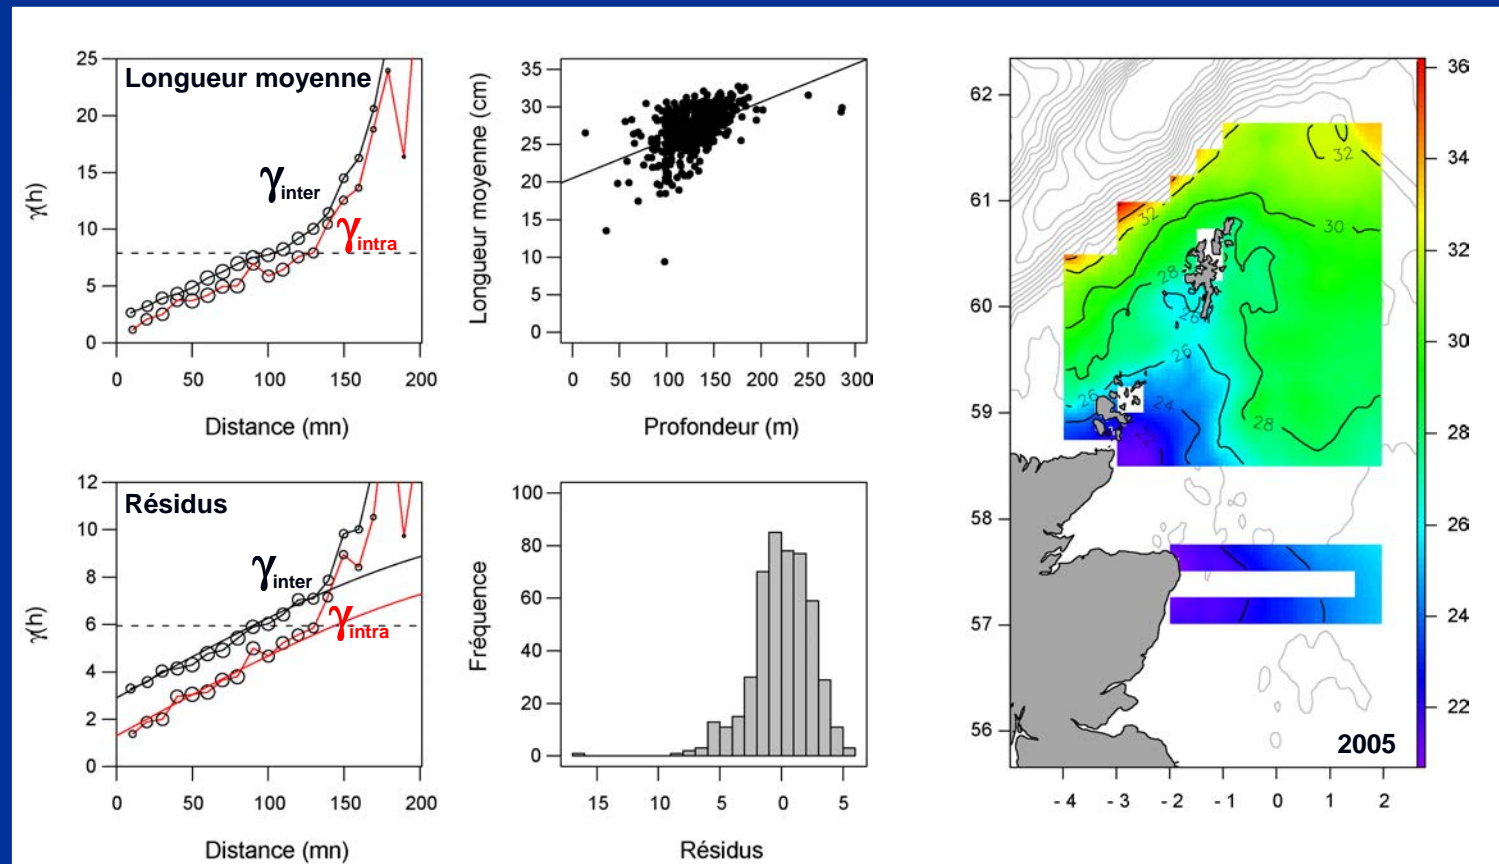 25
20
15
10
5
0
γ(h)
Longueur moyenne
γinter
γintra
0 50 100 150 200
Distance (mn)
35
30
25
20
15
10
5
0
Longueur moyenne (cm)
0 50 100 150 200 250 300
Profondeur (m)
12
10
8
6
4
2
0
γ(h)
Résidus
γinter
γintra
0 50 100 150 200
Distance (mn)
100
80
60
40
20
0
Fréquence
15 10 5 0 5
Résidus
62
61
60
59
58
57
56
32
32
30
28
26
26
26
24
22
28
2005
- 4 - 3 - 2 - 1 0 1 2
36
34
32
30
28
26
24
22